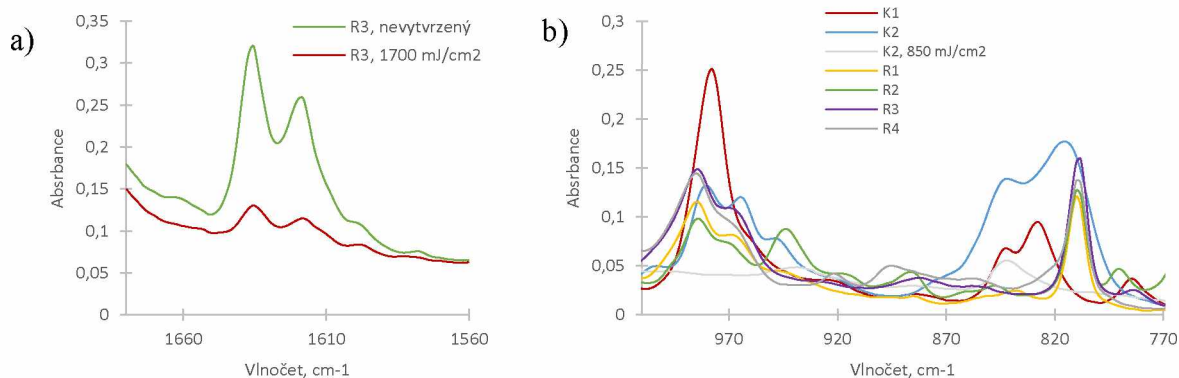 a)
R3, nevytvrzený
R3, 1700 mJ/cm2
0,35
0,3
0,25
0,2
0,15
0,1
0,05
0
Absrbance
1660
1610
1560
Vlnočet, cm-1
b)
K1
K2
K2, 850 mJ/cm2
R1
R2
R3
R4
0,3
0,25
0,2
0,15
0,1
0,05
0
Absrbance
970
920
870
820
770
Vlnočet, cm-1